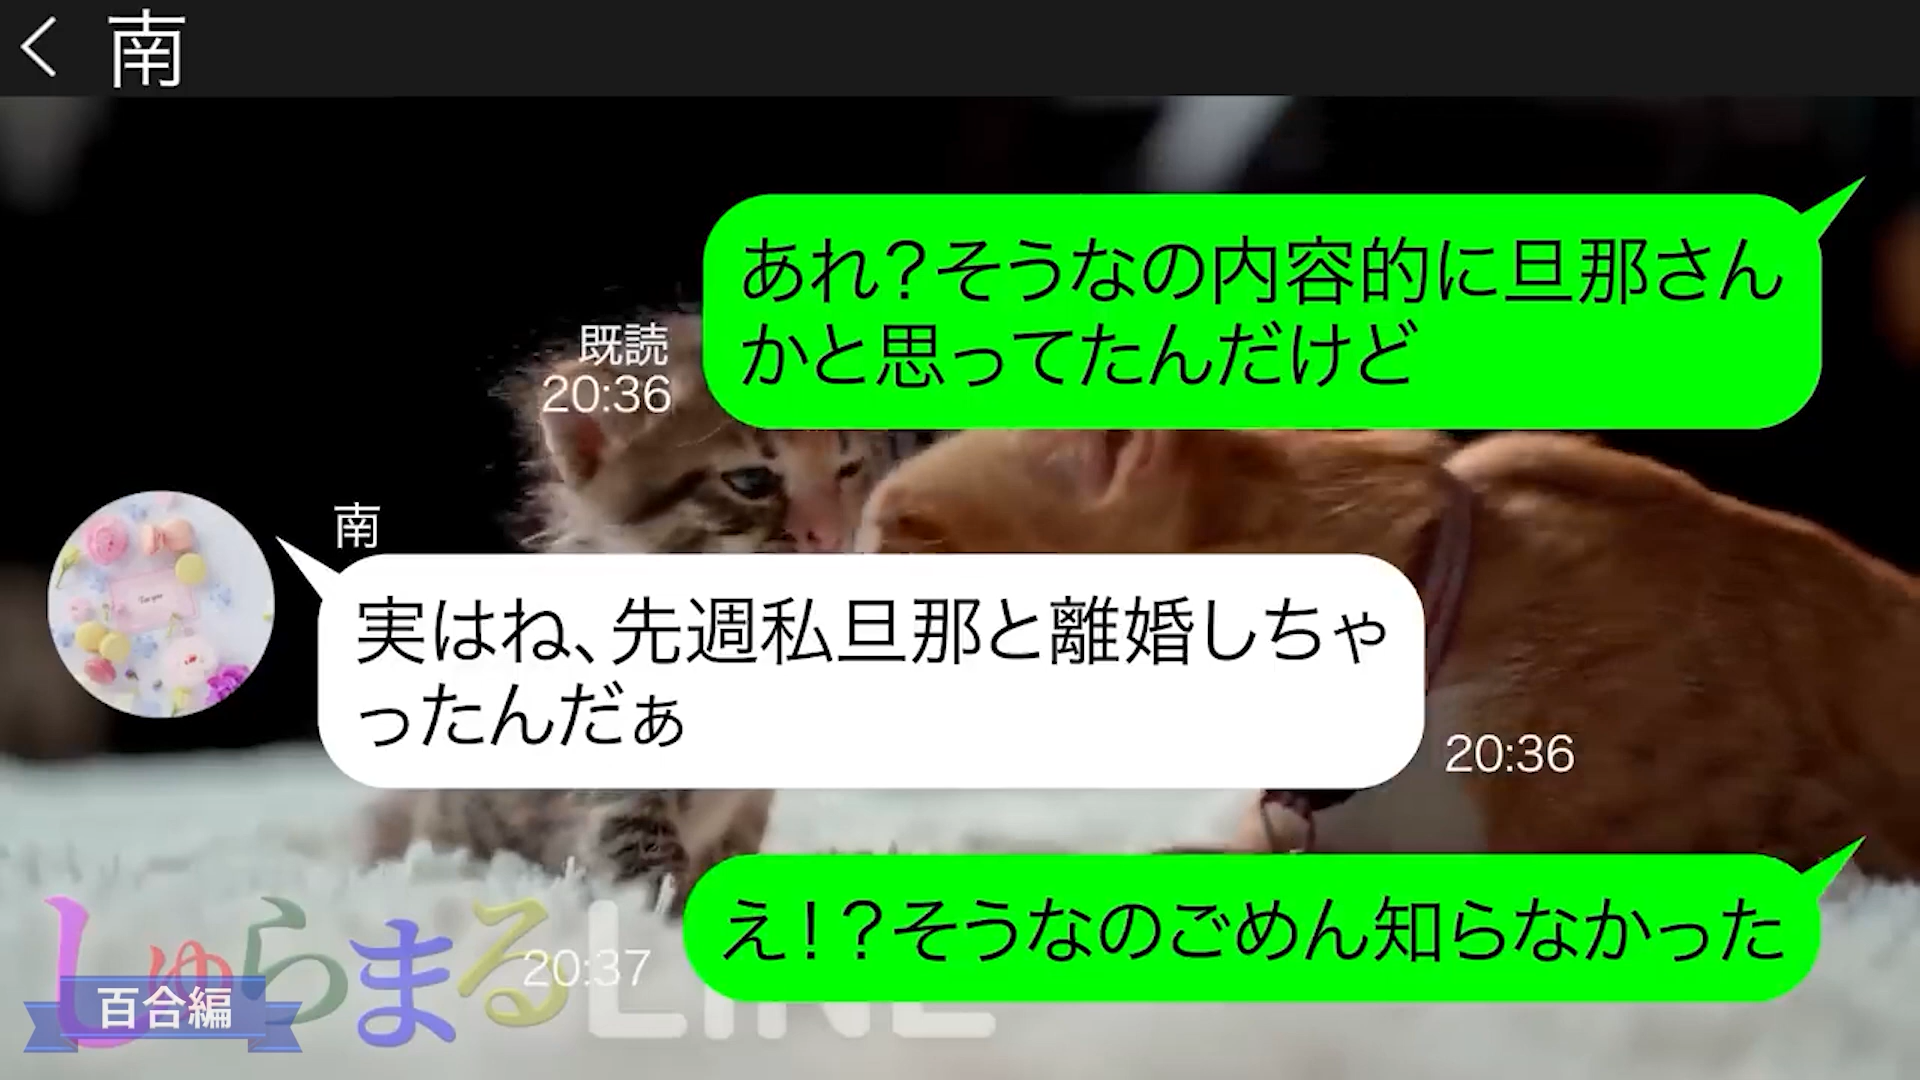 南
あれ？そうなの内容的に旦那さん
かと思ってたんだけど
既読
20:36
南
実はね、先週私旦那と離婚しちゃ
ったんだぁ
20:36
え！？そうなのごめん知らなかった
20:37
しゅらまるLINE
百合編